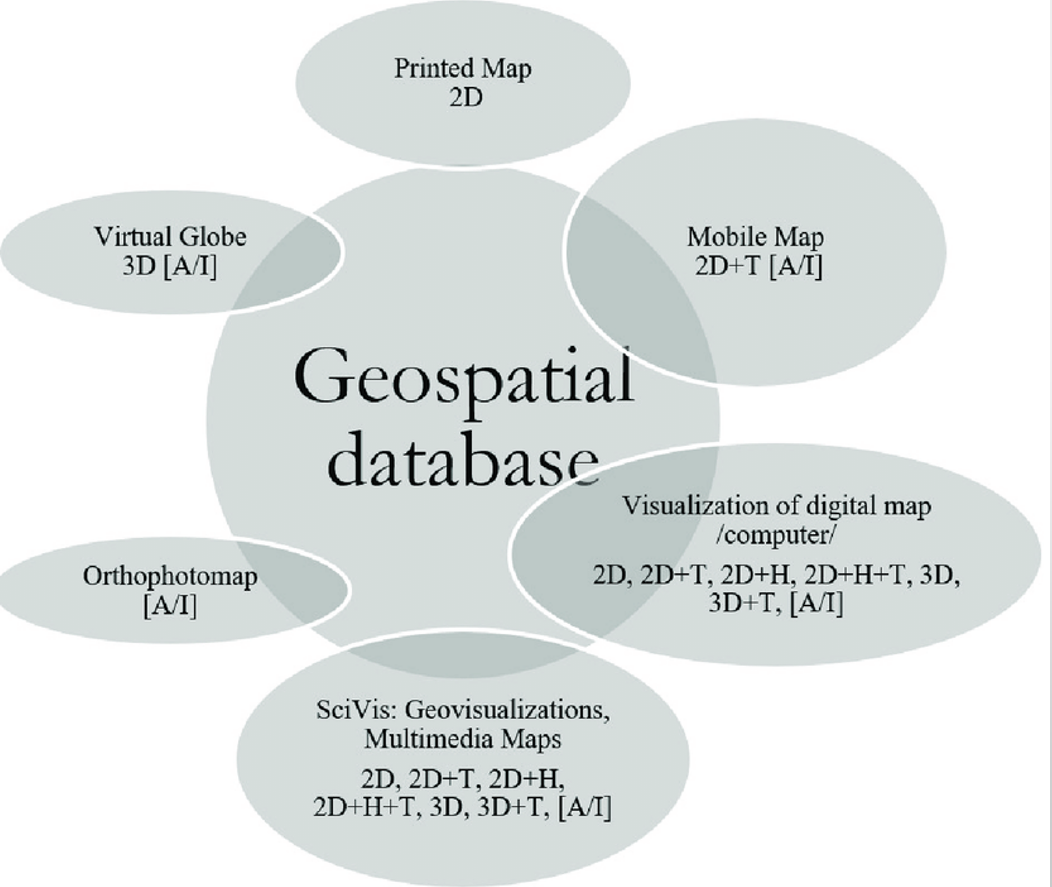 Printed Map
2D
Virtual Globe
3D [A/I]
Mobile Map
2D+T [A/I]
Geospatial
database
Visualization of digital map
/computer/
2D, 2D+T, 2D+H, 2D+H+T, 3D,
3D+T, [A/I]
Orthophotomap
[A/I]
SciVis: Geovisualizations,
Multimedia Maps
2D, 2D+T, 2D+H,
2D+H+T, 3D, 3D+T, [A/I]